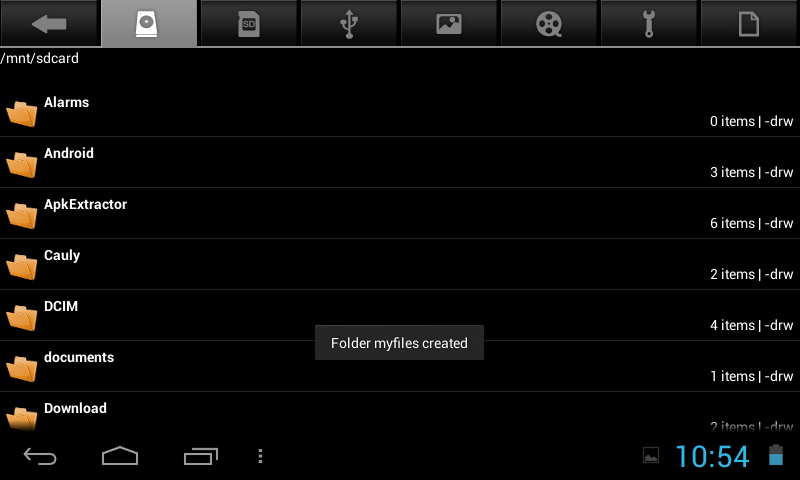 SD
/mnt/sdcard
Alarms
0 items | -drw
Android
3 items | -drw
ApkExtractor
6 items | -drw
Cauly
2 items | -drw
DCIM
4 items | -drw
Folder myfiles created
documents
1 items | -drw
Download
2 items | -drw
10:54